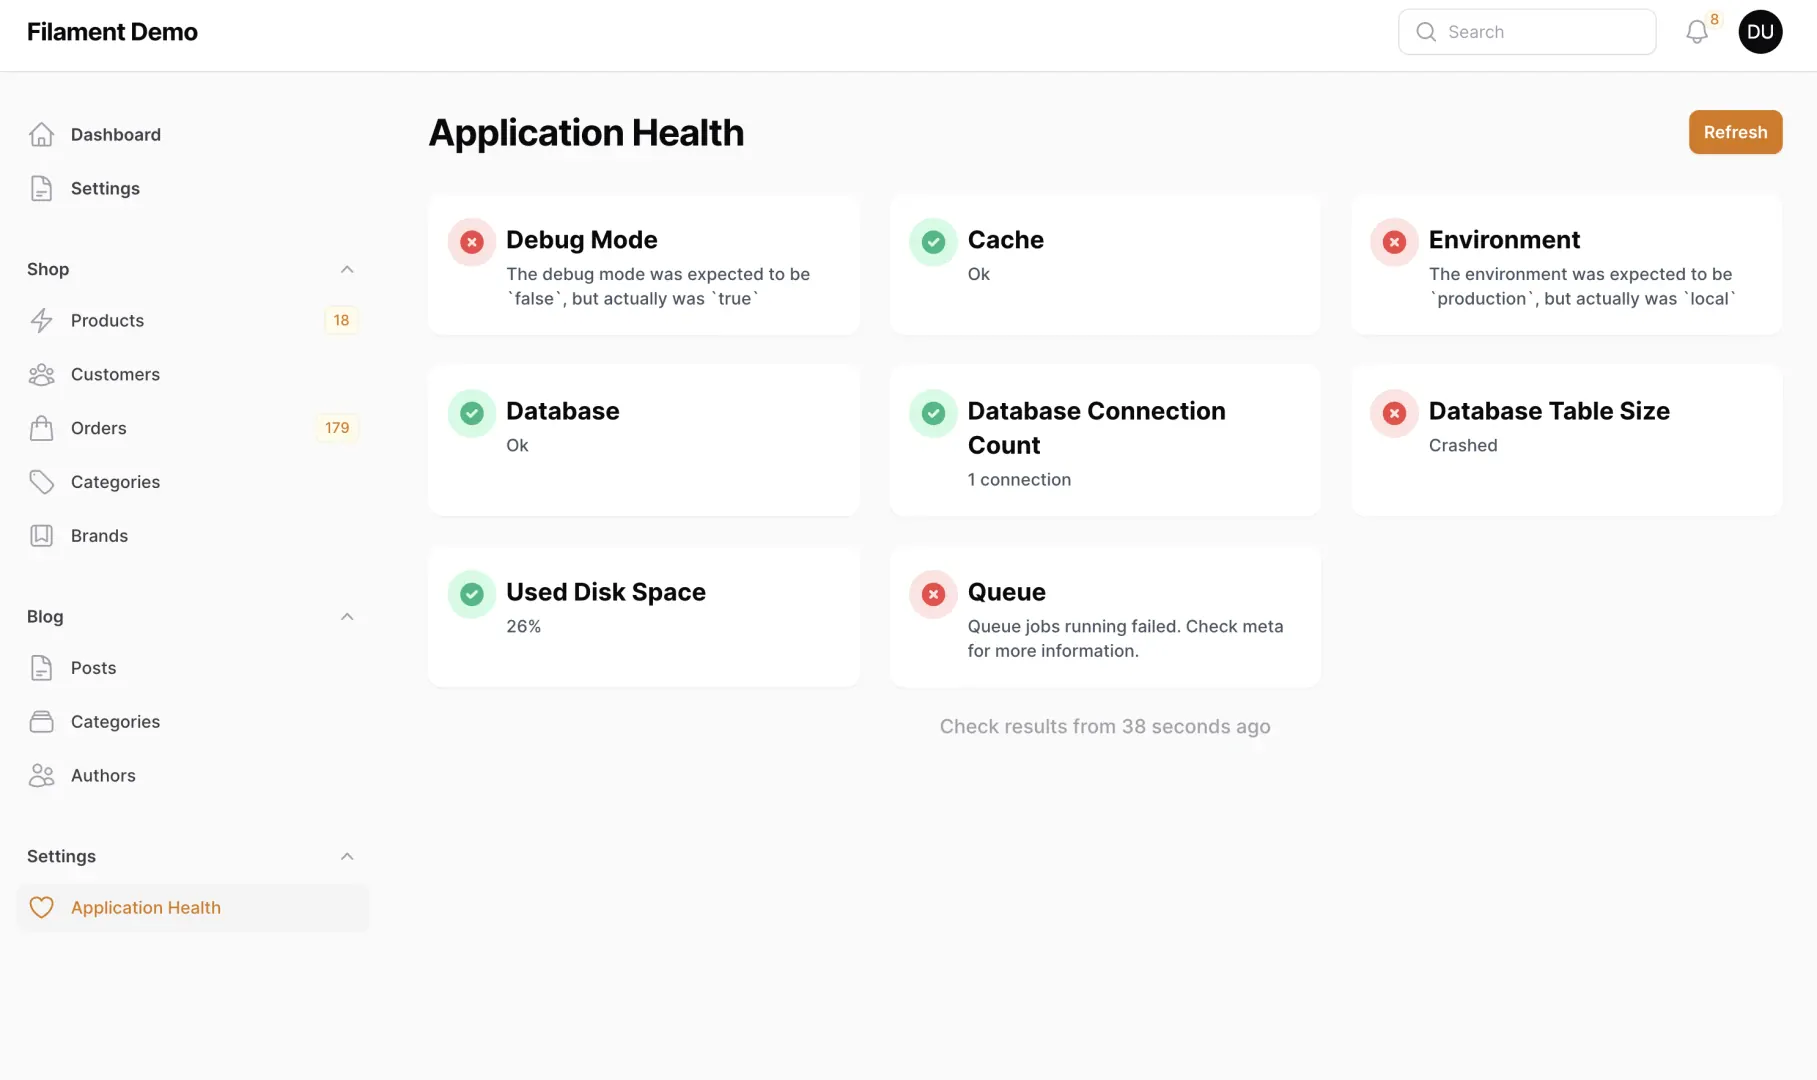 Filament Demo
Search
8
DU
Dashboard
Settings
Shop
Products
18
Customers
Orders
179
Categories
Brands
Blog
Posts
Categories
Authors
Settings
Application Health
Application Health
Refresh
Debug Mode
The debug mode was expected to be
`false`, but actually was `true`
Cache
Ok
Environment
The environment was expected to be
`production`, but actually was `local`
Database
Ok
Database Connection
Count
1 connection
Database Table Size
Crashed
Used Disk Space
26%
Queue
Queue jobs running failed. Check meta
for more information.
Check results from 38 seconds ago